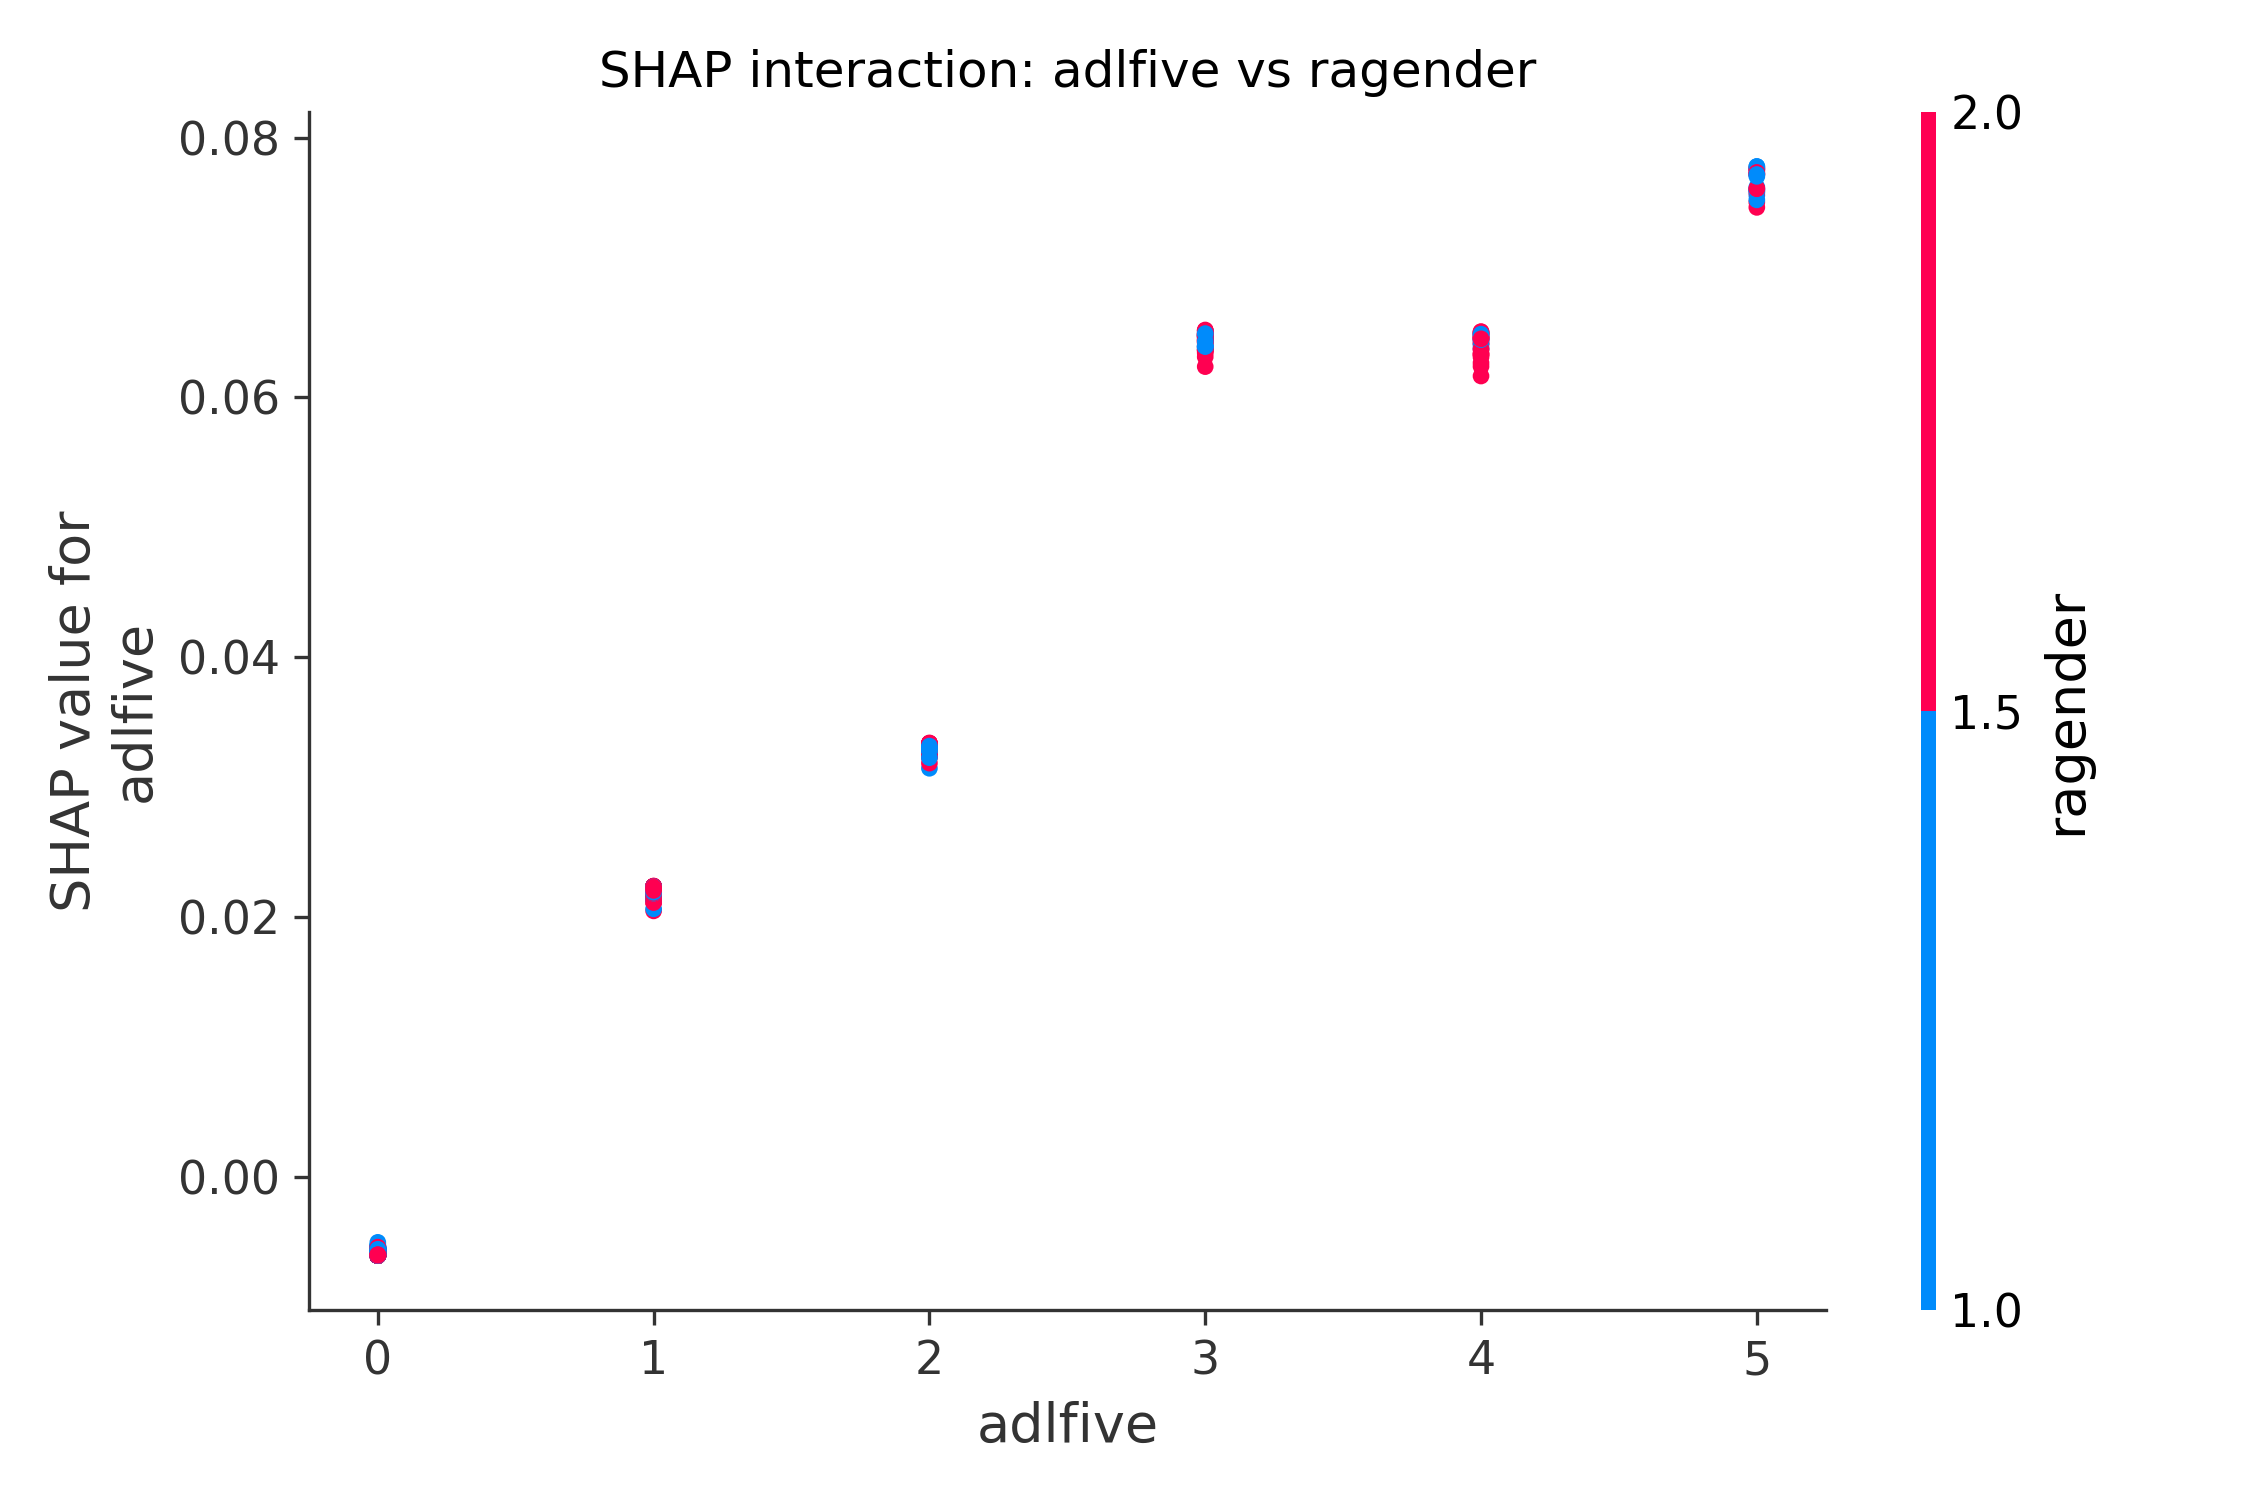 SHAP interaction: adlfive vs ragender
SHAP value for
adlfive
0.08
0.06
0.04
0.02
0.00
0
1
2
3
4
5
adlfive
2.0
1.5
1.0
ragender